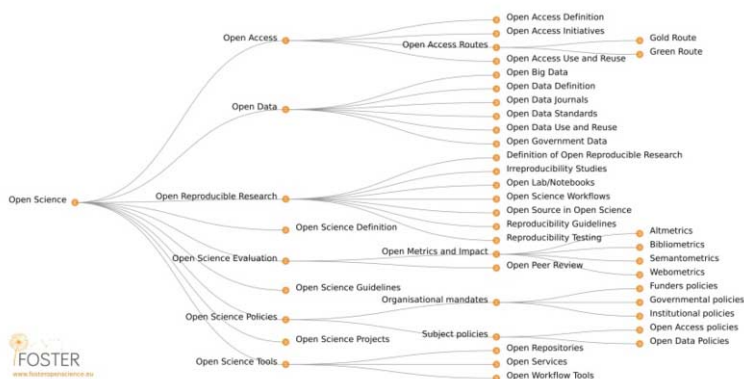 Open Science
Open Access
Open Access Definition
Open Access Initiatives
Open Access Routes
Gold Route
Green Route
Open Access Use and Reuse
Open Data
Open Big Data
Open Data Definition
Open Data Journals
Open Data Standards
Open Data Use and Reuse
Open Government Data
Open Reproducible Research
Definition of Open Reproducible Research
Irreproducibility Studies
Open Lab/Notebooks
Open Science Workflows
Open Source in Open Science
Reproducibility Guidelines
Reproducibility Testing
Open Science Definition
Open Science Evaluation
Open Metrics and Impact
Altmetrics
Bibliometrics
Semantometrics
Webometrics
Open Peer Review
Open Science Guidelines
Open Science Policies
Organisational mandates
Funders policies
Governmental policies
Institutional policies
Subject policies
Open Access policies
Open Data Policies
Open Science Projects
Open Science Tools
Open Repositories
Open Services
Open Workflow Tools
FOSTER
www.fosteropenscience.eu